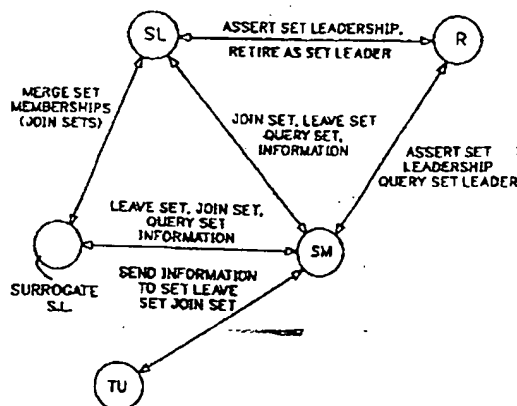 SL
R
ASSERT SET LEADERSHIP.
RETIRE AS SET LEADER
MERGE SET
MEMBERSHIPS
(JOIN SETS)
JOIN SET, LEAVE SET
QUERY SET,
INFORMATION
ASSERT SET
LEADERSHIP
QUERY SET LEADER
LEAVE SET, JOIN SET,
QUERY SET
INFORMATION
SM
SURROGATE
S.L.
SEND INFORMATION
TO SET LEAVE
SET JOIN SET
TU